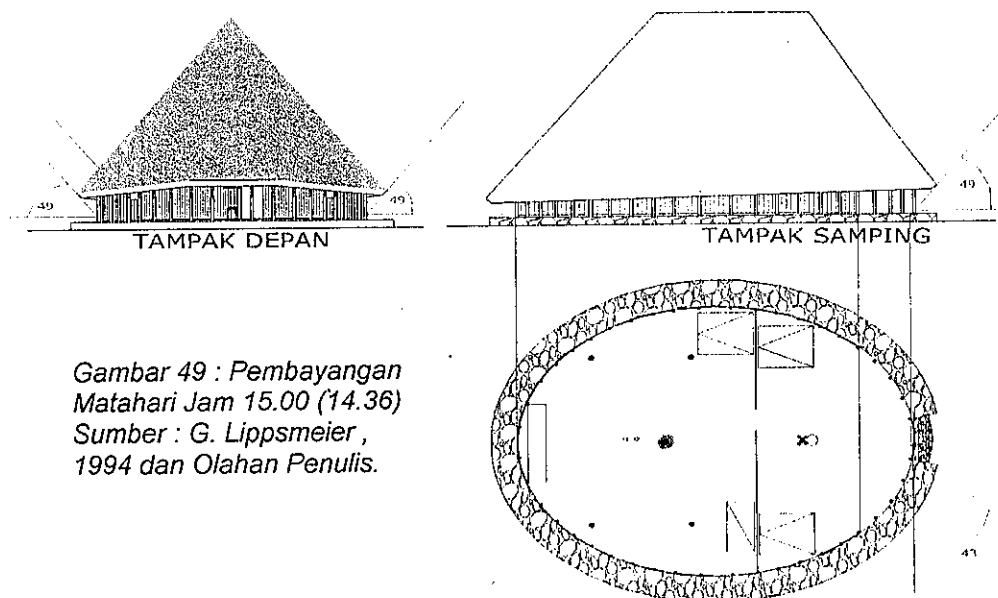 49
49
TAMPAK DEPAN
49
TAMPAK SAMPING
Gambar 49 : Pembayangan
Matahari Jam 15.00 (14.36)
Sumber : G. Lippsmeier ,
1994 dan Olahan Penulis.
43